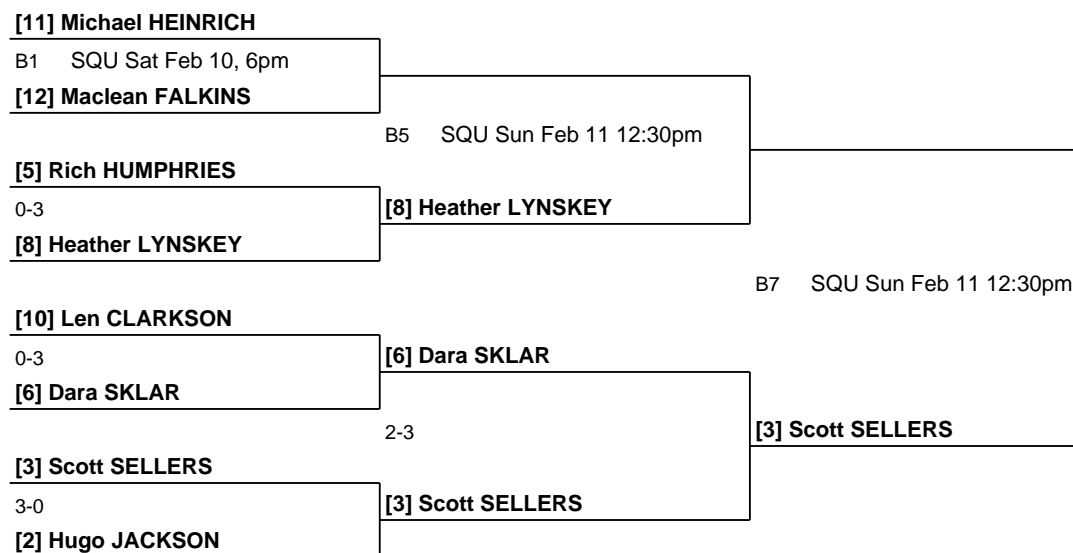 [11] Michael HEINRICH
B1 SQU Sat Feb 10, 6pm
[12] Maclean FALKINS
B5 SQU Sun Feb 11 12:30pm
[5] Rich HUMPHRIES
0-3
[8] Heather LYNSKEY
[8] Heather LYNSKEY
B7 SQU Sun Feb 11 12:30pm
[10] Len CLARKSON
0-3
[6] Dara SKLAR
[6] Dara SKLAR
2-3
[3] Scott SELLERS
[3] Scott SELLERS
3-0
[3] Scott SELLERS
[2] Hugo JACKSON